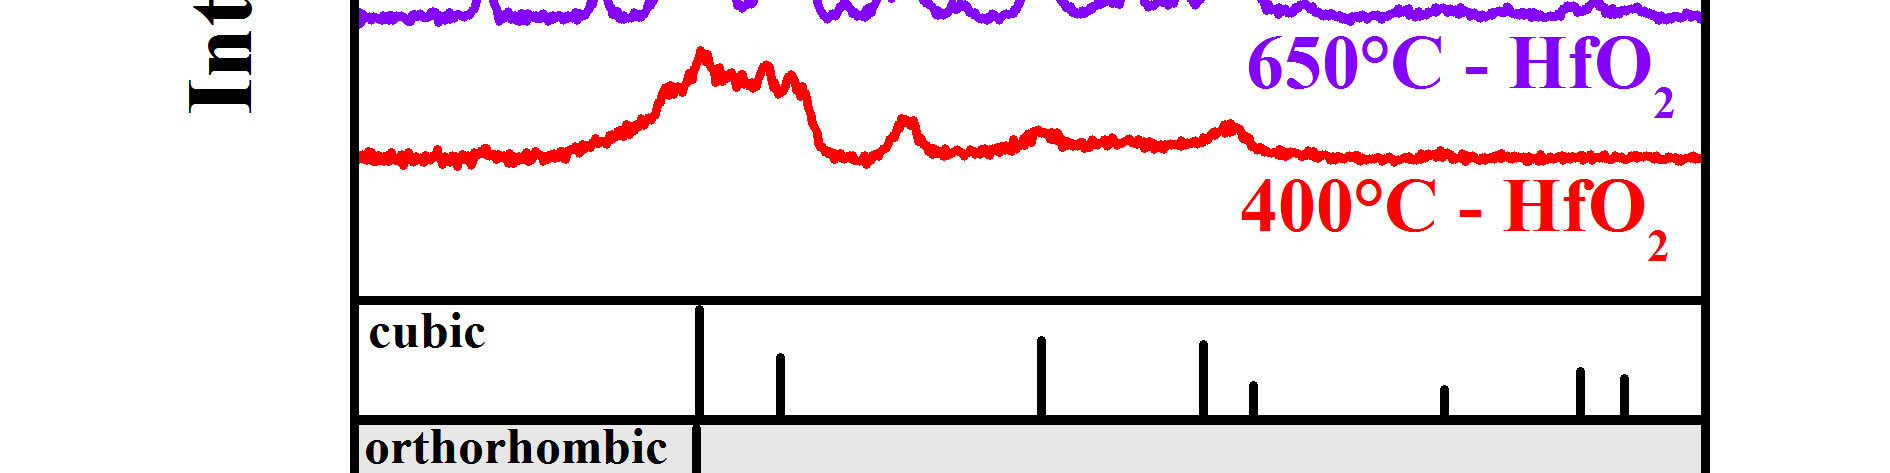 Int
650°C - HfO₂
400°C - HfO₂
cubic
orthorhombic